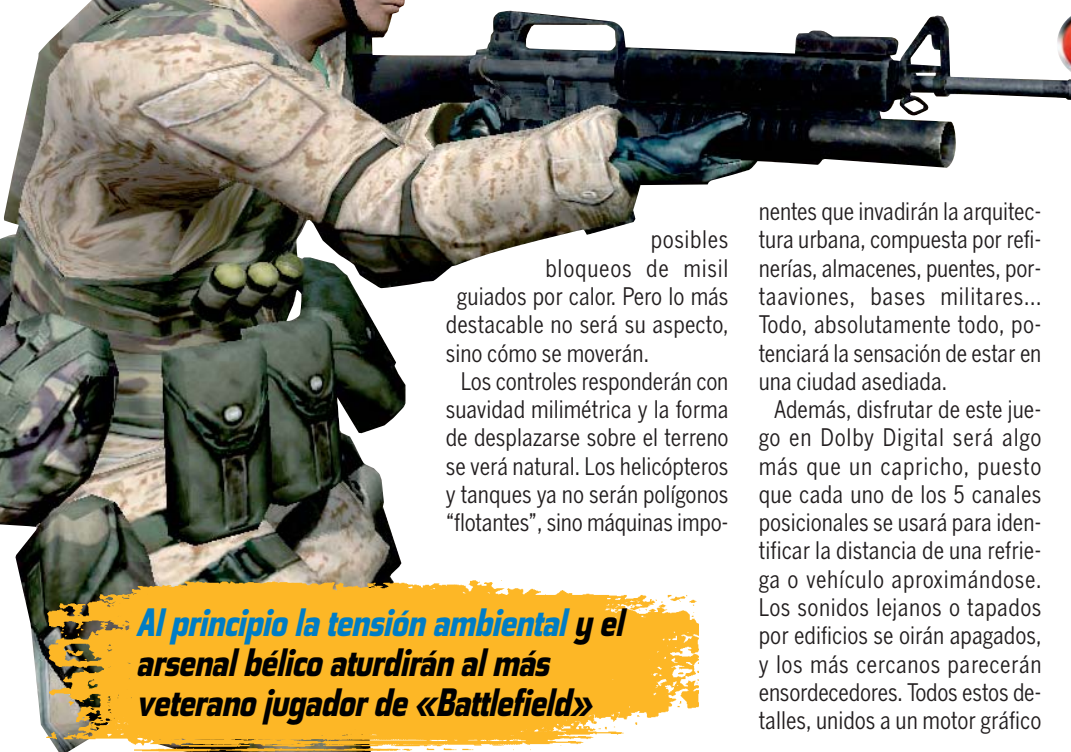 posibles
bloqueos de misil
guiados por calor. Pero lo más
destacable no será su aspecto,
sino cómo se moverán.
Los controles responderán con
suavidad milimétrica y la forma
de desplazarse sobre el terreno
se verá natural. Los helicópteros
y tanques ya no serán polígonos
“flotantes”, sino máquinas impo-
nentes que invadirán la arquitec-
tura urbana, compuesta por refi-
nerías, almacenes, puentes, por-
taaviones, bases militares...
Todo, absolutamente todo, po-
tenciará la sensación de estar en
una ciudad asediada.
Además, disfrutar de este jue-
go en Dolby Digital será algo
más que un capricho, puesto
que cada uno de los 5 canales
posicionales se usará para iden-
tificar la distancia de una refrie-
ga o vehículo aproximándose.
Los sonidos lejanos o tapados
por edificios se oirán apagados,
y los más cercanos parecerán
ensordecedores. Todos estos de-
talles, unidos a un motor gráfico
Al principio la tensión ambiental y el
arsenal bélico aturdirán al más
veterano jugador de «Battlefield»